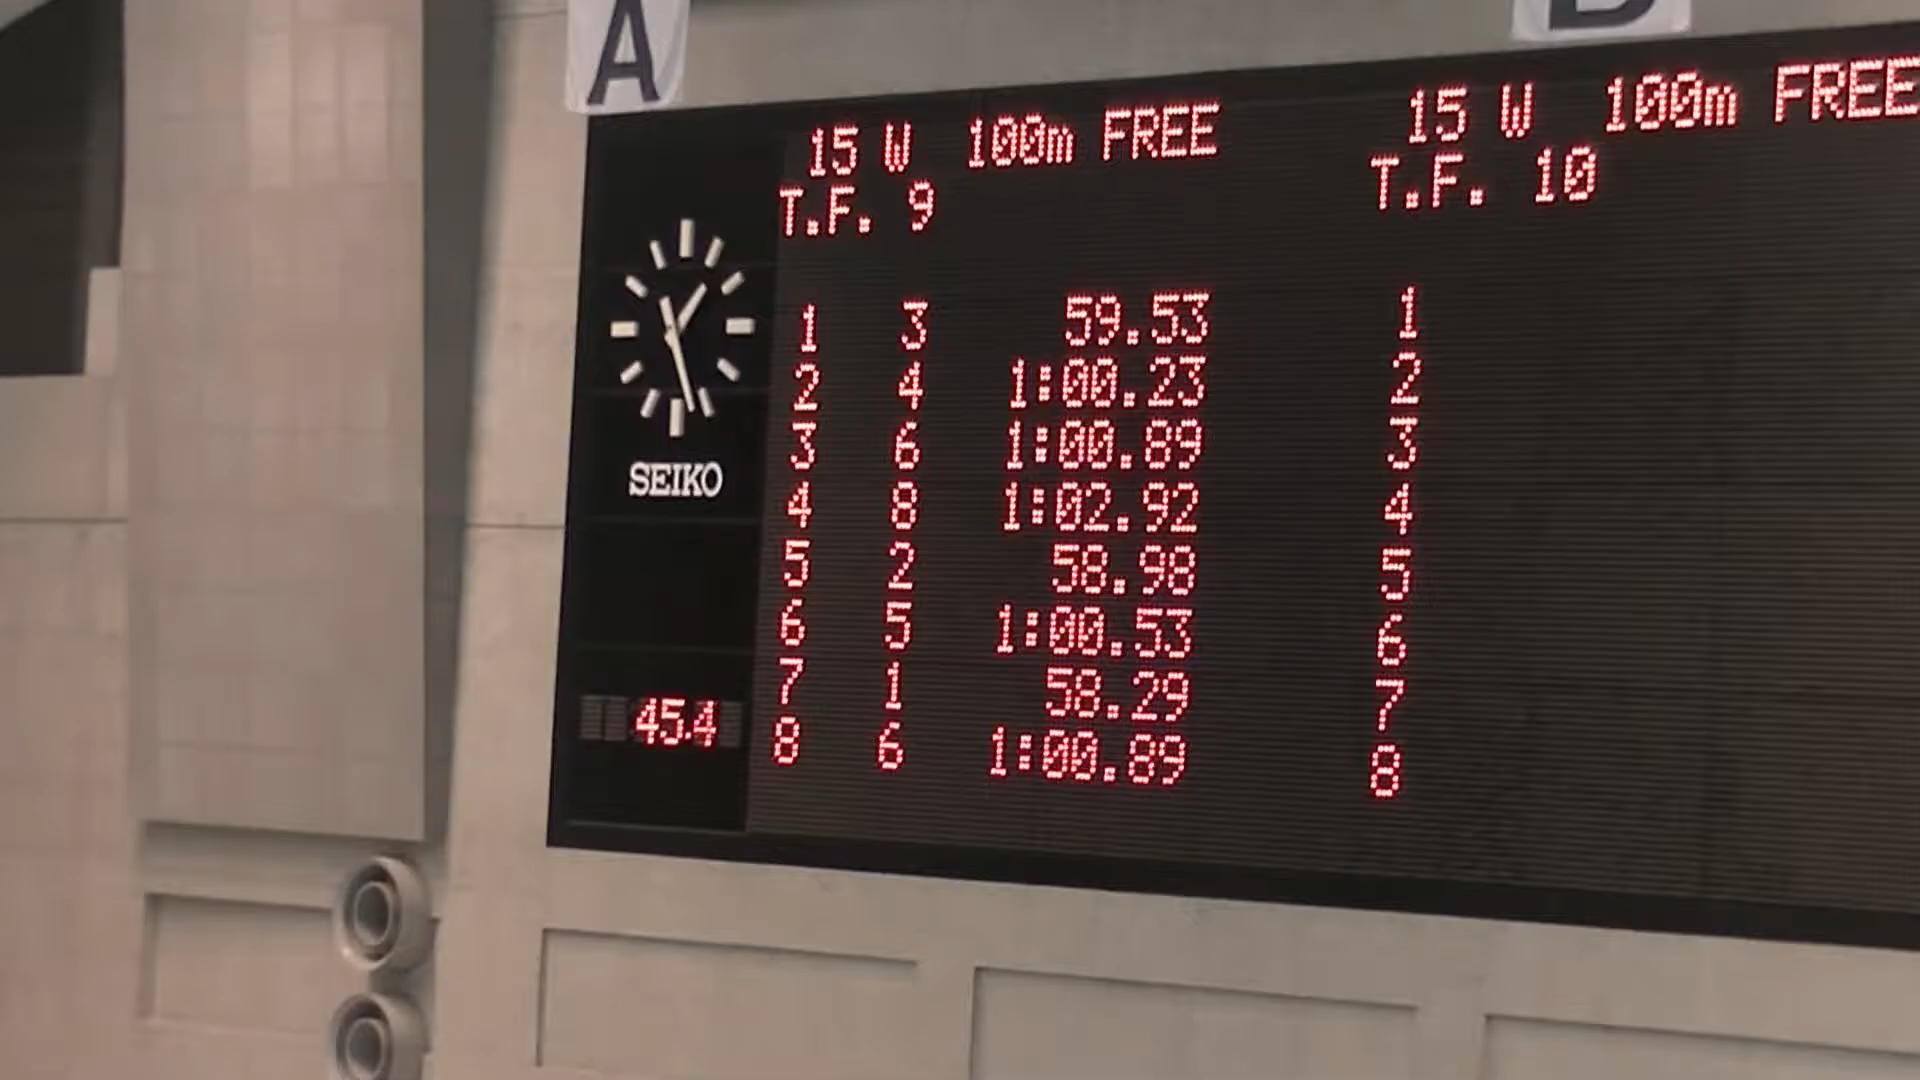 A
15 W 100m FREE
T.F. 9
1 3 59.53
2 4 1:00.23
3 6 1:00.89
4 8 1:02.92
5 2 58.98
6 5 1:00.53
7 1 58.29
8 6 1:00.89
SEIKO
45.4
15 W 100m FREE
T.F. 10
1
2
3
4
5
6
7
8